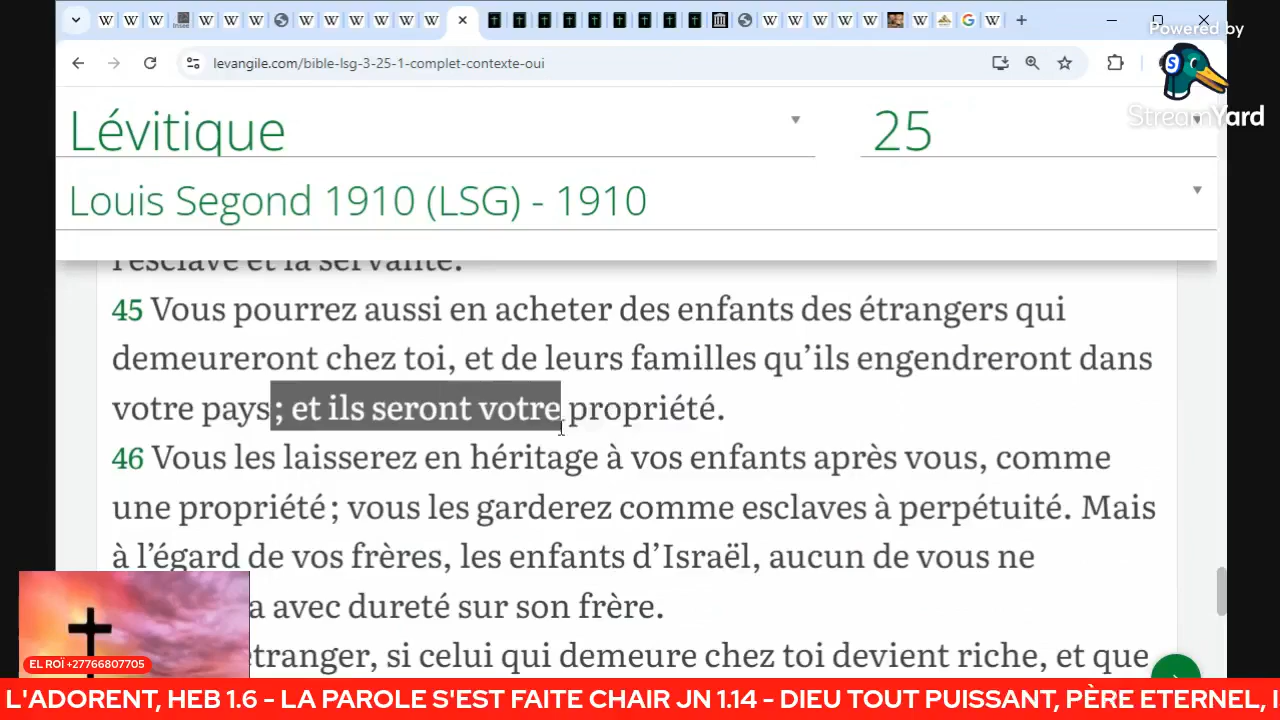 Powered by
StreamYard
levangile.com/bible-lsg-3-25-1-complet-contexte-oui
Lévitique
25
Louis Segond 1910 (LSG) - 1910
l'esclave et la servante.
45 Vous pourrez aussi en acheter des enfants des étrangers qui
demeureront chez toi, et de leurs familles qu'ils engendreront dans
votre pays ; et ils seront votre propriété.
46 Vous les laisserez en héritage à vos enfants après vous, comme
une propriété ; vous les garderez comme esclaves à perpétuité. Mais
à l'égard de vos frères, les enfants d'Israël, aucun de vous ne
a avec dureté sur son frère.
étranger, si celui qui demeure chez toi devient riche, et que
EL ROÏ +27766807705
L'ADORENT, HEB 1.6 - LA PAROLE S'EST FAITE CHAIR JN 1.14 - DIEU TOUT PUISSANT, PÈRE ETERNEL,